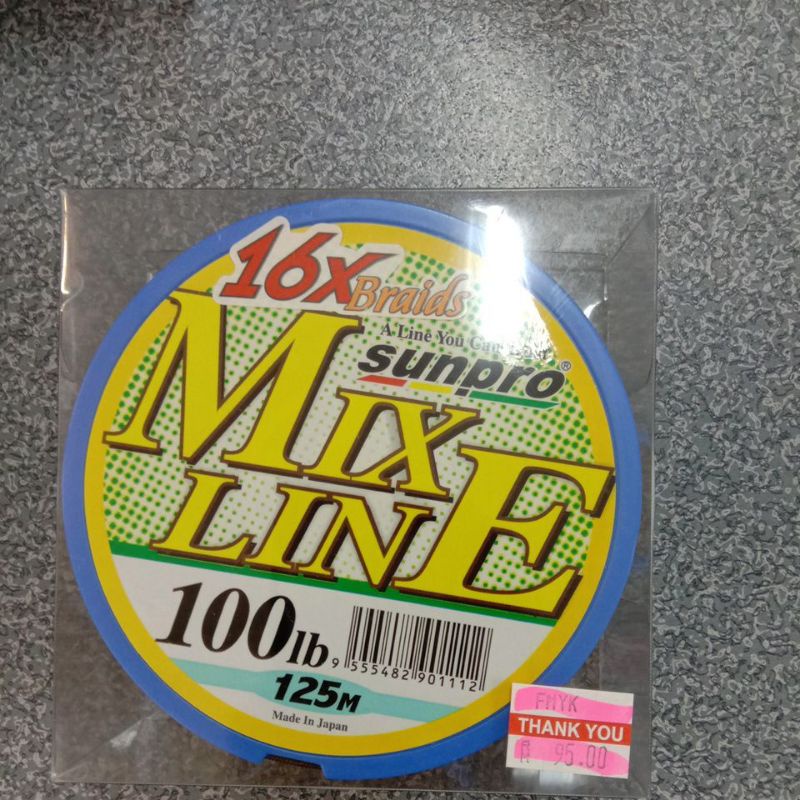 16x Braids
A Line You Can
sunpro®
MIX
LINE
100lb
9 555482 901112
125M
Made In Japan
FMYK
THANK YOU
95.00